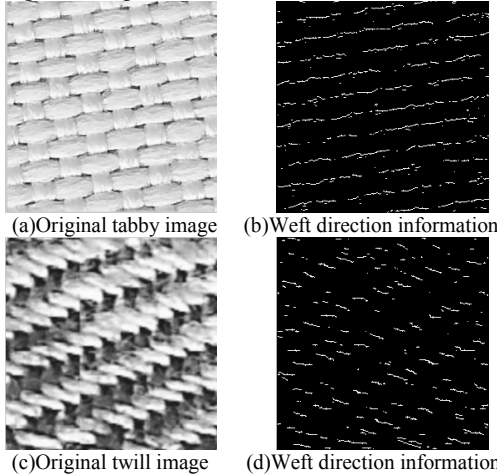 (a)Original tabby image
(b)Weft direction information
(c)Original twill image
(d)Weft direction information